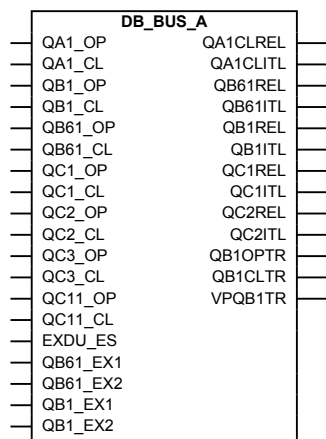 DB_BUS_A
QA1_OP QA1CLREL
QA1_CL QA1CLITL
QB1_OP QB61REL
QB1_CL QB61ITL
QB61_OP QB1REL
QB61_CL QB1ITL
QC1_OP QC1REL
QC1_CL QC1ITL
QC2_OP QC2REL
QC2_CL QC2ITL
QC3_OP QB1OPTR
QC3_CL QB1CLTR
QC11_OP VPQB1TR
QC11_CL
EXDU_ES
QB61_EX1
QB61_EX2
QB1_EX1
QB1_EX2